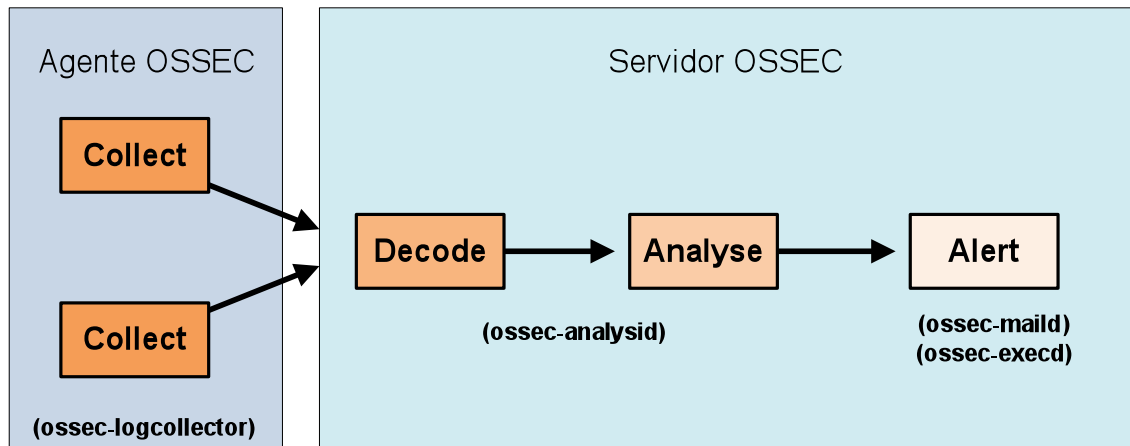 Agente OSSEC
Servidor OSSEC
Collect
Collect
Decode
Analyse
Alert
(ossec-analysid)
(ossec-maild)
(ossec-execd)
(ossec-logcollector)